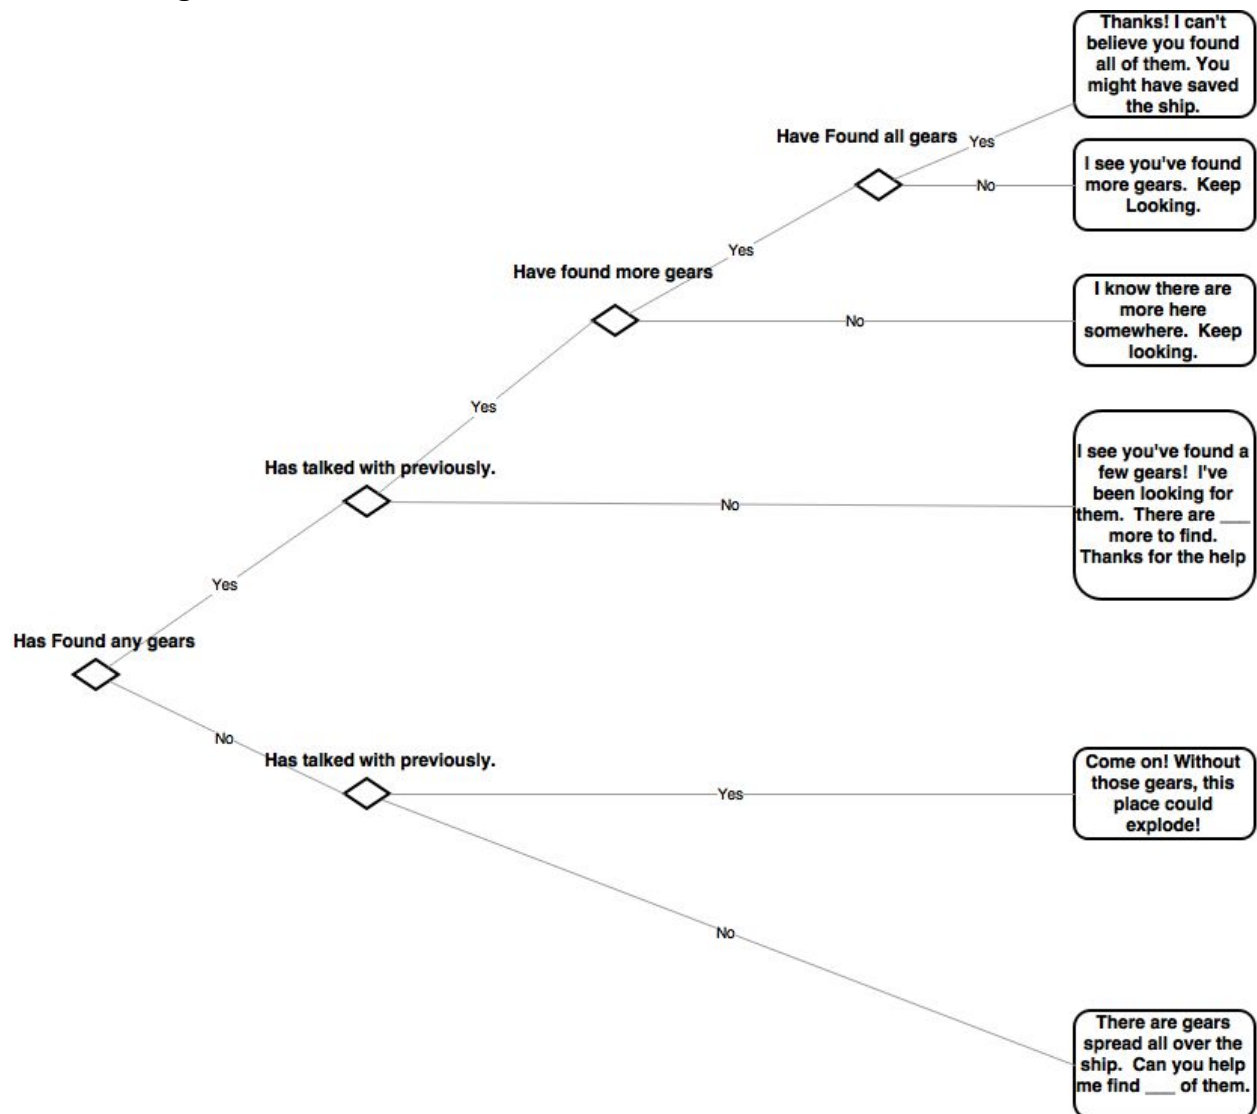 Thanks! I can't
believe you found
all of them. You
might have saved
the ship.
Have Found all gears
Yes
I see you've found
more gears.  Keep
Looking.
No
Yes
Have found more gears
I know there are
more here
somewhere.  Keep
looking.
No
Yes
Has talked with previously.
I see you've found a
few gears!  I've
been looking for
them.  There are ___
more to find.
Thanks for the help
No
Yes
Has Found any gears
No
Has talked with previously.
Come on! Without
those gears, this
place could
explode!
Yes
No
There are gears
spread all over the
ship.  Can you help
me find ___ of them.